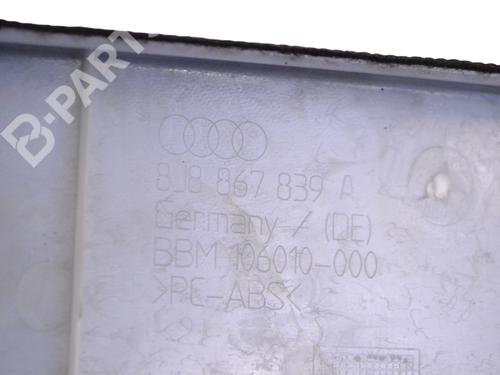 B-PARTS
8J8 867 839 A
Germany / (DE)
BBM 106010-000
>PC-ABS<